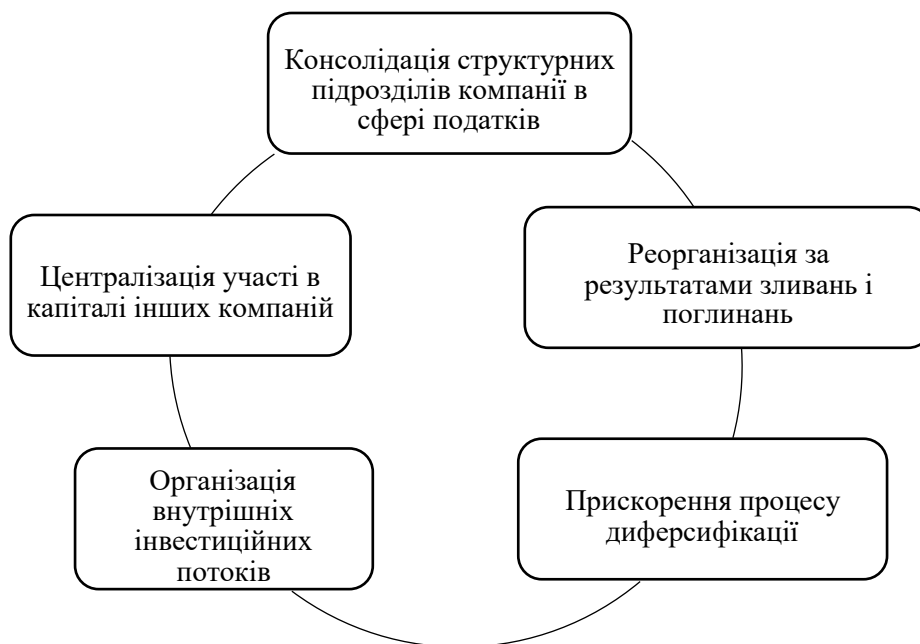 Консолідація структурних
підрозділів компанії в
сфері податків
Централізація участі в
капіталі інших компаній
Реорганізація за
результатами зливань і
поглинань
Організація
внутрішніх
інвестиційних
потоків
Прискорення процесу
диферсифікації